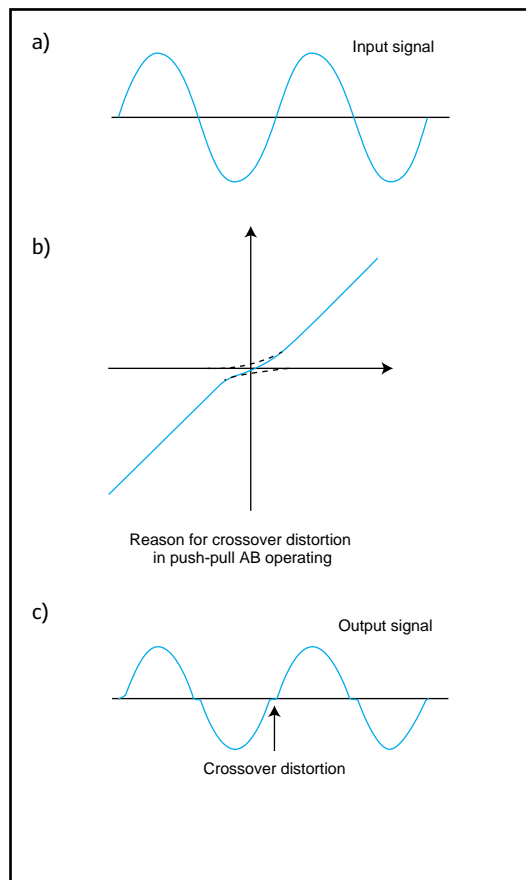 a)
Input signal
b)
Reason for crossover distortion
in push-pull AB operating
c)
Output signal
Crossover distortion